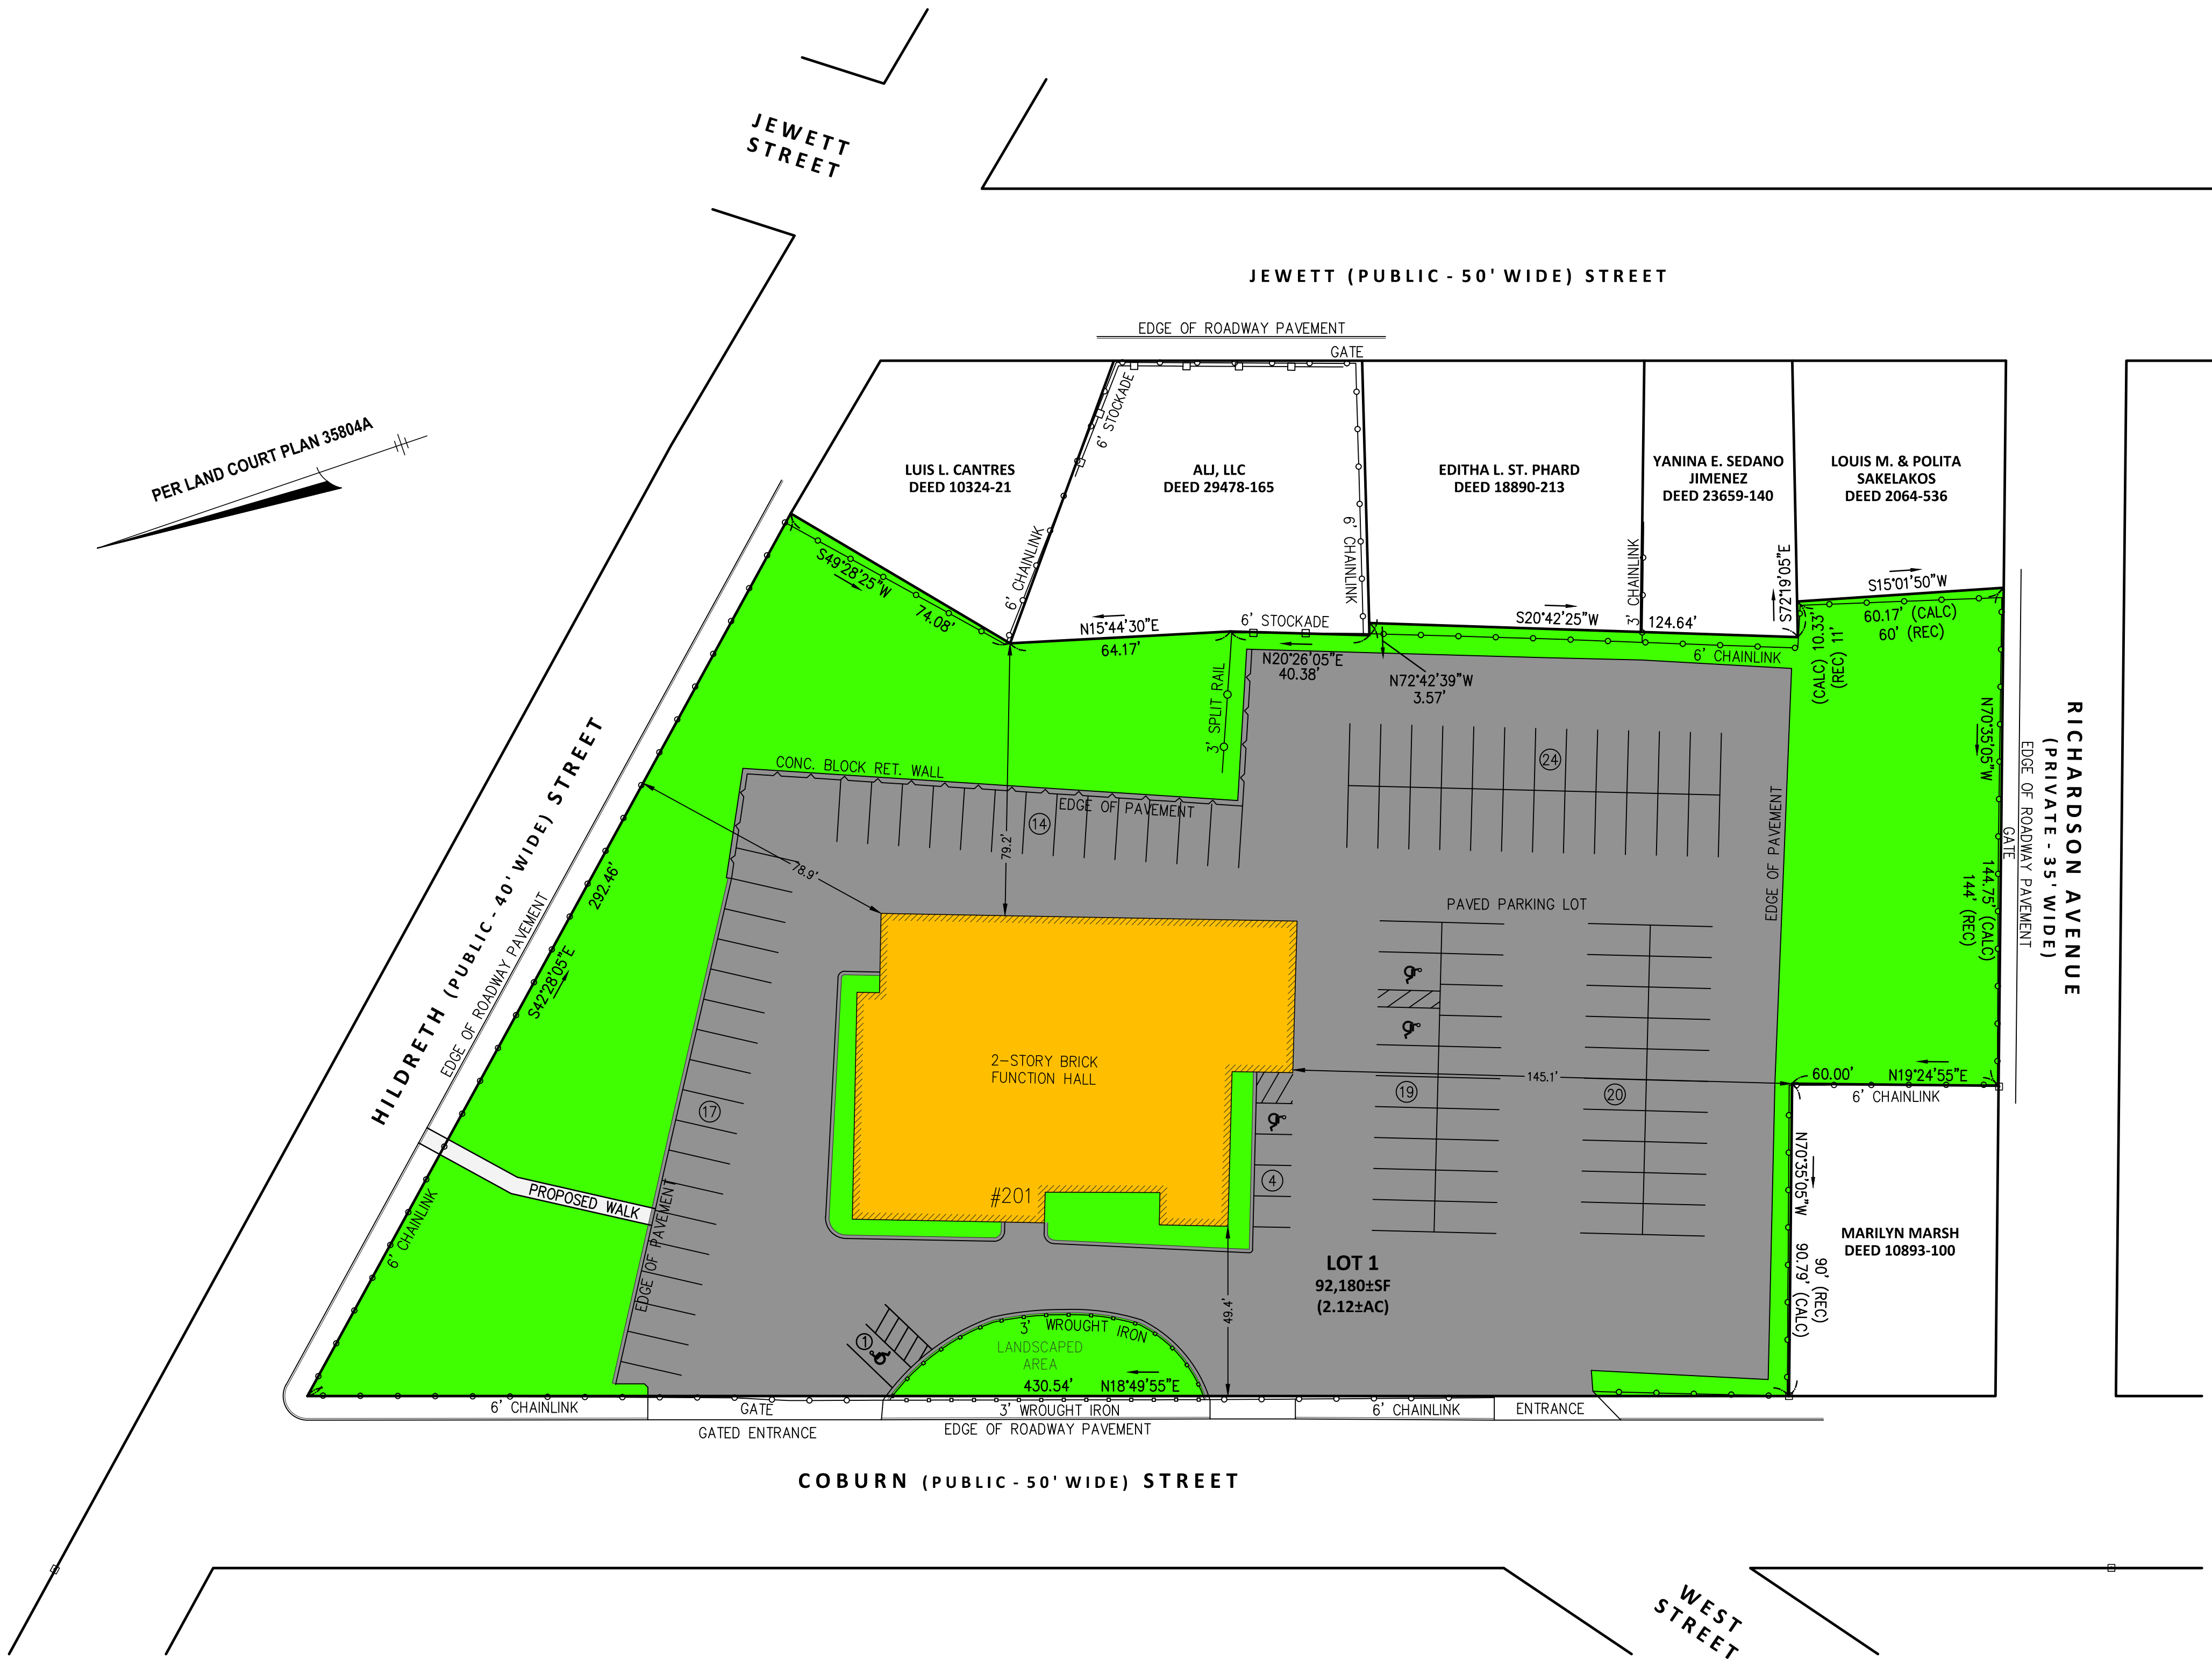 JEWETT
STREET
JEWETT (PUBLIC - 50' WIDE) STREET
EDGE OF ROADWAY PAVEMENT
GATE
PER LAND COURT PLAN 35804A
6' STOCKADE
LUIS L. CANTRES
DEED 10324-21
ALJ, LLC
DEED 29478-165
EDITHA L. ST. PHARD
DEED 18890-213
YANINA E. SEDANO
JIMENEZ
DEED 23659-140
LOUIS M. & POLITA
SAKELAKOS
DEED 2064-536
6' CHAINLINK
6' CHAINLINK
3' CHAINLINK
S72°19'05"E
S49°28'25"W
74.08'
N15°44'30"E
64.17'
6' STOCKADE
N20°26'05"E
40.38'
S20°42'25"W
124.64'
6' CHAINLINK
N72°42'39"W
3.57'
S15°01'50"W
60.17' (CALC)
60' (REC)
(CALC) 10.33'
(REC) 11'
3' SPLIT RAIL
CONC. BLOCK RET. WALL
EDGE OF PAVEMENT
14
24
79.2'
78.9'
EDGE OF PAVEMENT
PAVED PARKING LOT
N70°35'05"W
144.75' (CALC)
144' (REC)
GATE
EDGE OF ROADWAY PAVEMENT
RICHARDSON AVENUE
(PRIVATE - 35' WIDE)
HILDRETH (PUBLIC - 40' WIDE) STREET
EDGE OF ROADWAY PAVEMENT
292.46'
S42°28'05"E
6' CHAINLINK
2-STORY BRICK
FUNCTION HALL
#201
17
19
20
4
145.1'
60.00'
N19°24'55"E
6' CHAINLINK
N70°35'05"W
90.79' (CALC)
90' (REC)
MARILYN MARSH
DEED 10893-100
PROPOSED WALK
EDGE OF PAVEMENT
LOT 1
92,180±SF
(2.12±AC)
49.4'
1
3' WROUGHT IRON
LANDSCAPED
AREA
430.54'
N18°49'55"E
6' CHAINLINK
GATE
3' WROUGHT IRON
6' CHAINLINK
ENTRANCE
GATED ENTRANCE
EDGE OF ROADWAY PAVEMENT
COBURN (PUBLIC - 50' WIDE) STREET
WEST
STREET